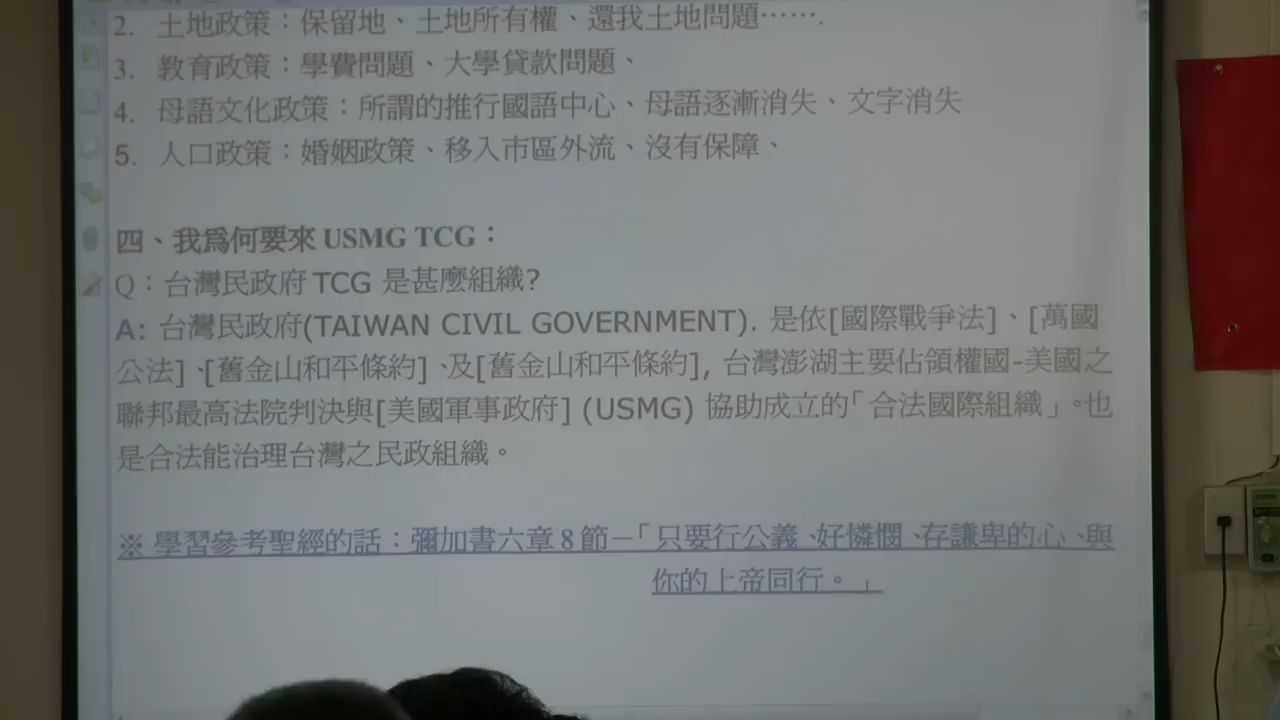 2. 土地政策：保留地、土地所有權、還我土地問題…….
3. 教育政策：學費問題、大學貸款問題、
4. 母語文化政策：所謂的推行國語中心、母語逐漸消失、文字消失
5. 人口政策：婚姻政策、移入市區外流、沒有保障、
四、我爲何要來 USMG TCG：
Q：台灣民政府 TCG 是甚麼組織?
A: 台灣民政府(TAIWAN CIVIL GOVERNMENT). 是依[國際戰爭法]、[萬國
公法]、[舊金山和平條約]、及[舊金山和平條約], 台灣澎湖主要佔領權國-美國之
聯邦最高法院判決與[美國軍事政府] (USMG) 協助成立的「合法國際組織」。也
是合法能治理台灣之民政組織。
※ 學習參考聖經的話：彌加書六章 8 節－「只要行公義、好憐憫、存謙卑的心、與
你的上帝同行。」